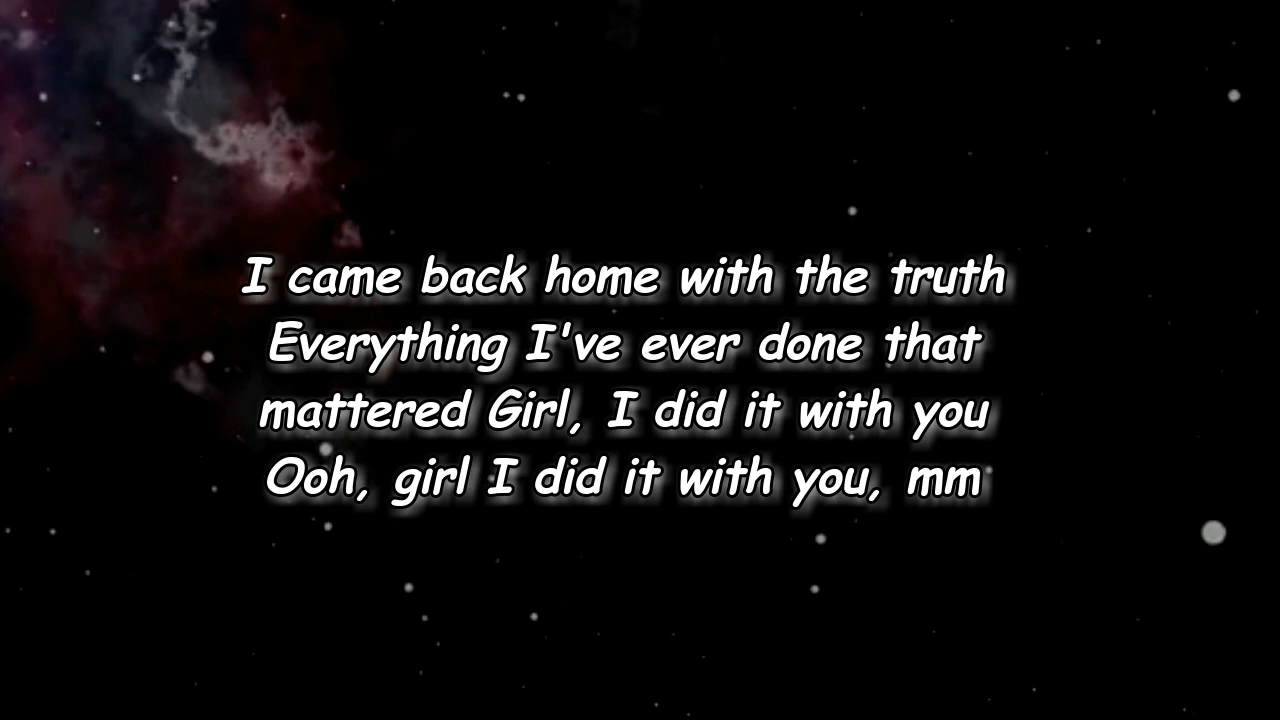 I came back home with the truth
Everything I've ever done that
mattered Girl, I did it with you
Ooh, girl I did it with you, mm